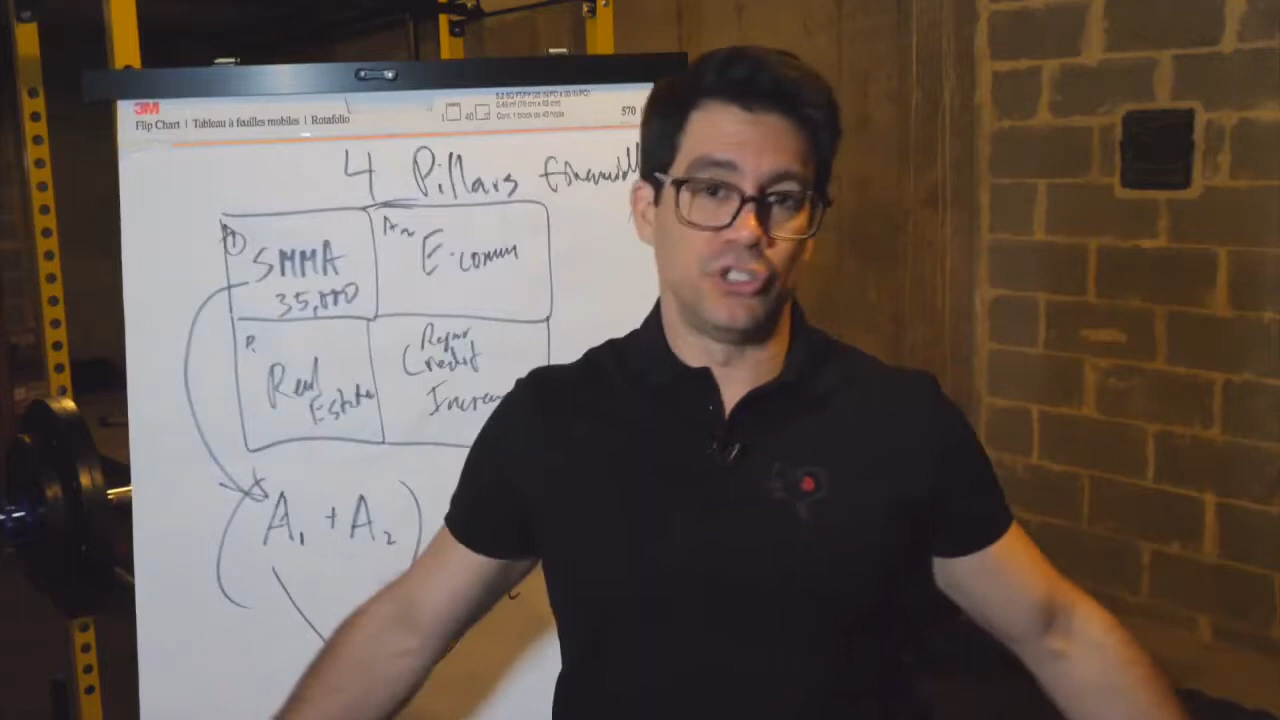 3M
Flip Chart | Tableau à feuilles mobiles | Rotafolio
40
570
4 Pillars
SMMA
35,000
E-comm
Real
Estate
Repair
Credit
A₁ + A₂